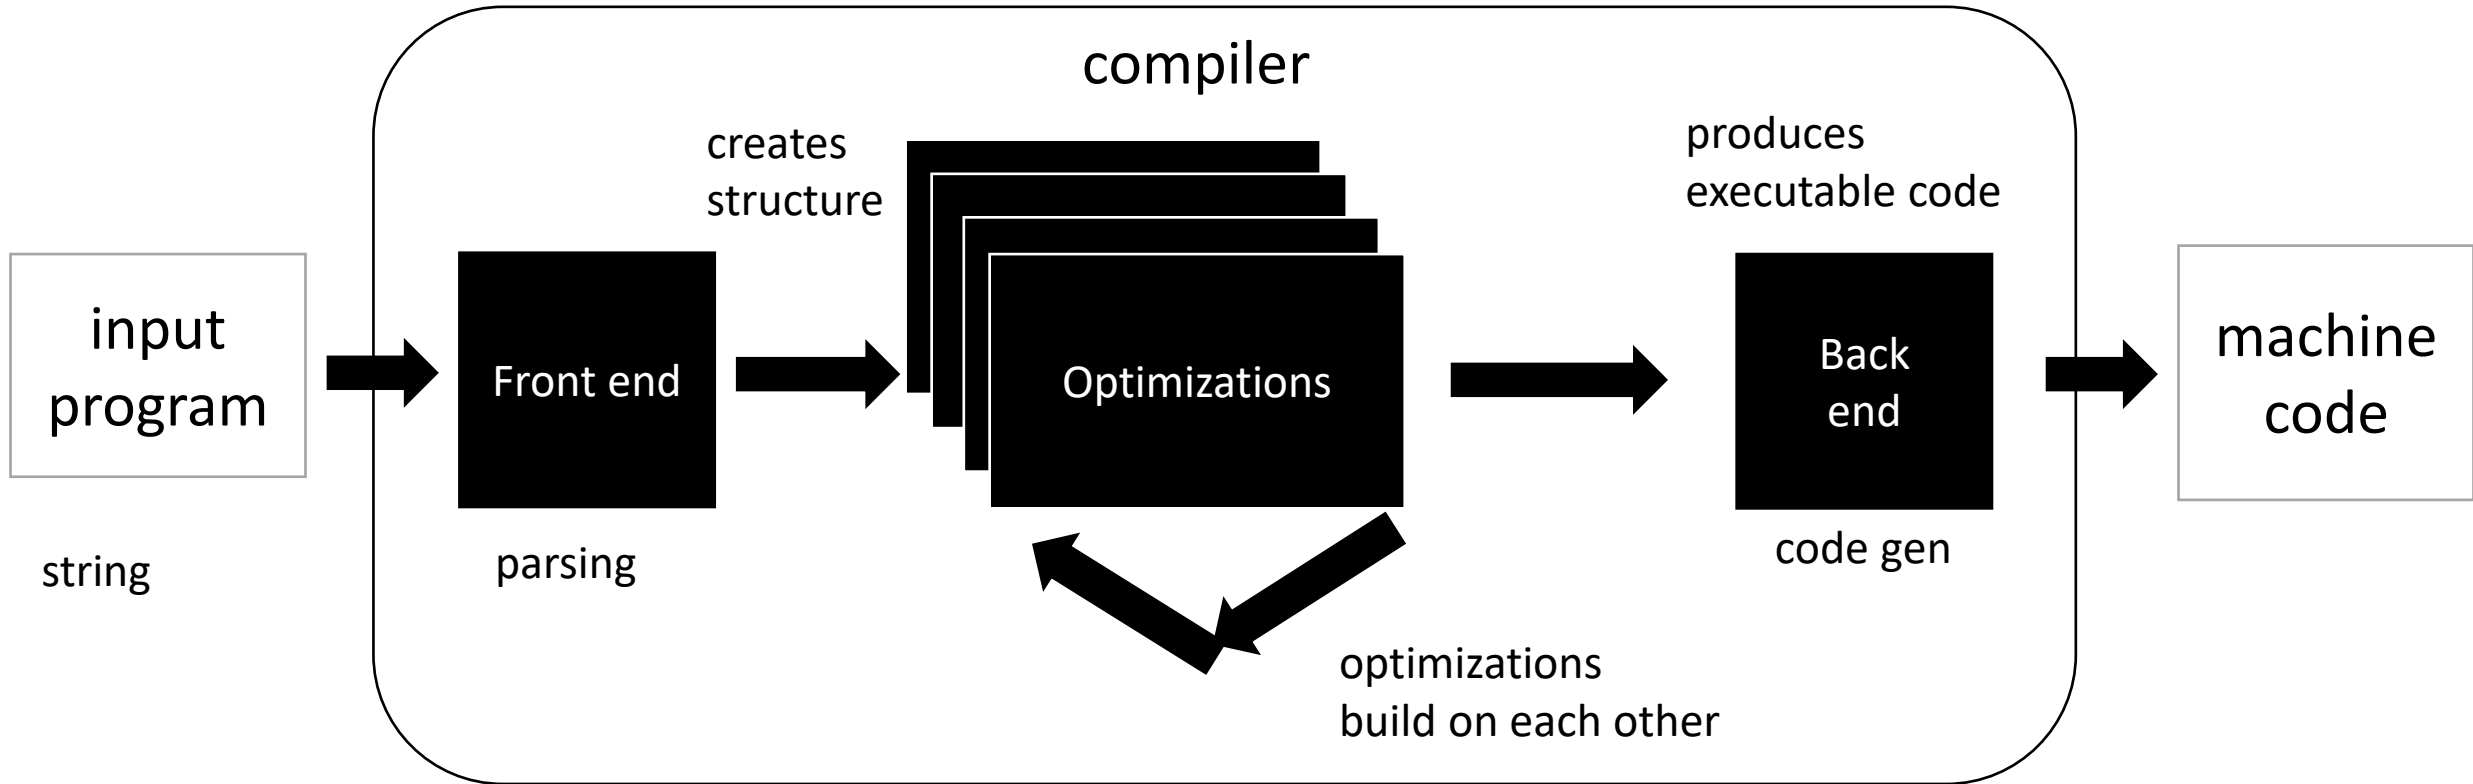 compiler
creates
structure
produces
executable code
input
program
Front end
Optimizations
Back
end
machine
code
string
parsing
code gen
optimizations
build on each other